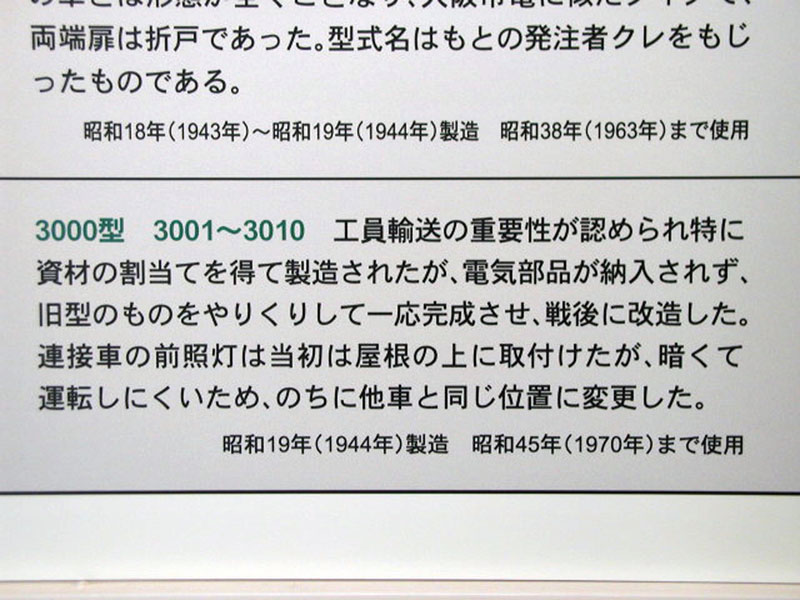 両端扉は折戸であった。型式名はもとの発注者クレをもじ
ったものである。
昭和18年(1943年)～昭和19年(1944年)製造　昭和38年(1963年)まで使用
3000型　3001～3010　工員輸送の重要性が認められ特に
資材の割当てを得て製造されたが、電気部品が納入されず、
旧型のものをやりくりして一応完成させ、戦後に改造した。
連接車の前照灯は当初は屋根の上に取付けたが、暗くて
運転しにくいため、のちに他車と同じ位置に変更した。
昭和19年(1944年)製造　昭和45年(1970年)まで使用